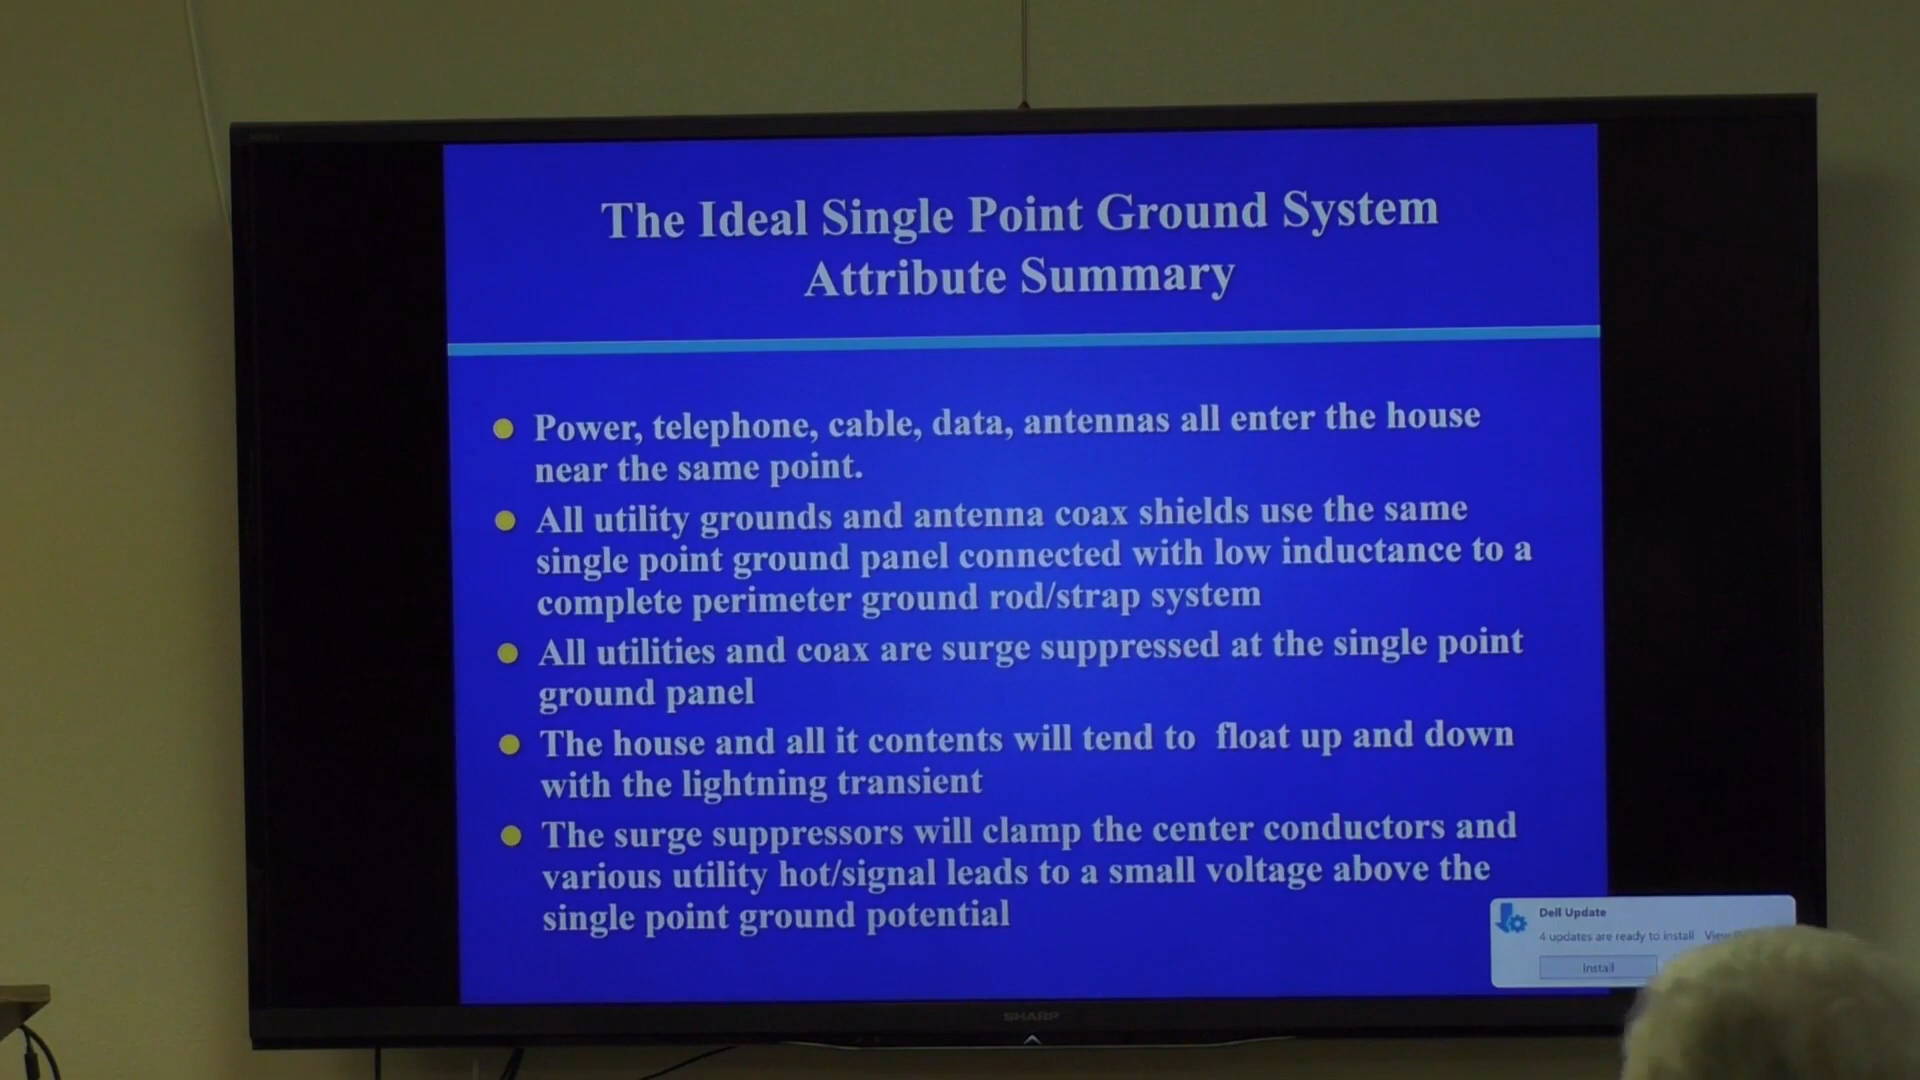 The Ideal Single Point Ground System
Attribute Summary
Power, telephone, cable, data, antennas all enter the house
near the same point.
All utility grounds and antenna coax shields use the same
single point ground panel connected with low inductance to a
complete perimeter ground rod/strap system
All utilities and coax are surge suppressed at the single point
ground panel
The house and all it contents will tend to float up and down
with the lightning transient
The surge suppressors will clamp the center conductors and
various utility hot/signal leads to a small voltage above the
single point ground potential
Dell Update
4 updates are ready to install View
Install
SHARP